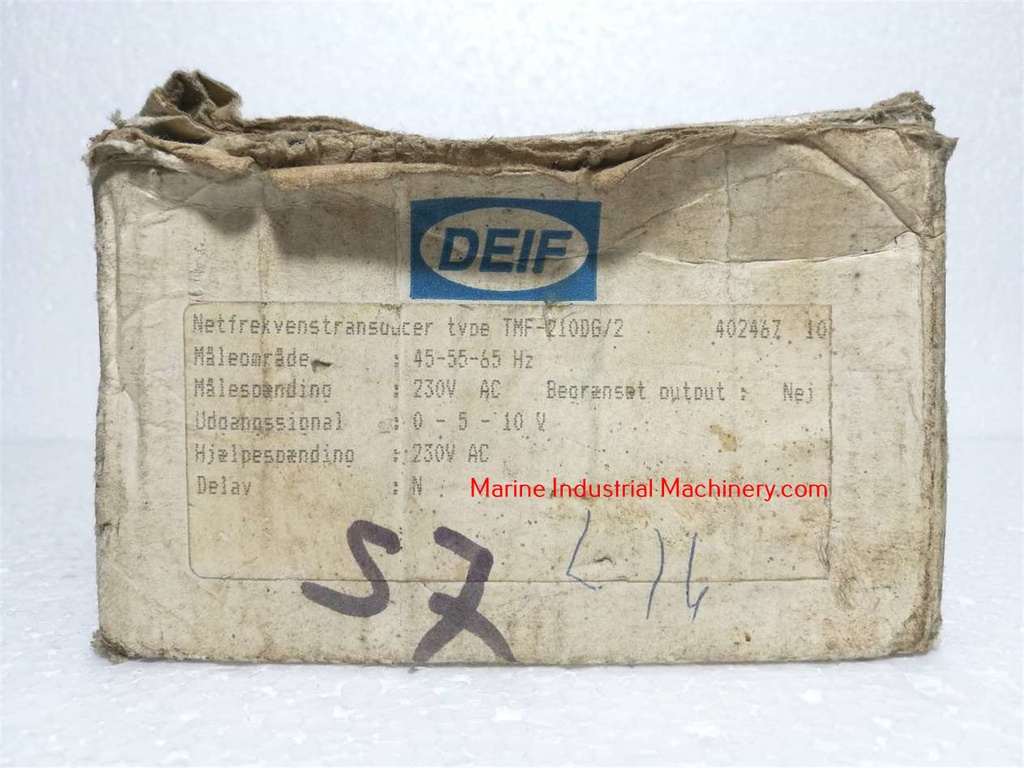 DEIF
Netfrekvenstransducer type TMF-210DG/2 402467 10
Måleområde : 45-55-65 Hz
Målespænding : 230V AC Begrænset output : Nej
Udgangssignal : 0 - 5 - 10 V
Hjælpespænding : 230V AC
Delay : N
Marine Industrial Machinery.com